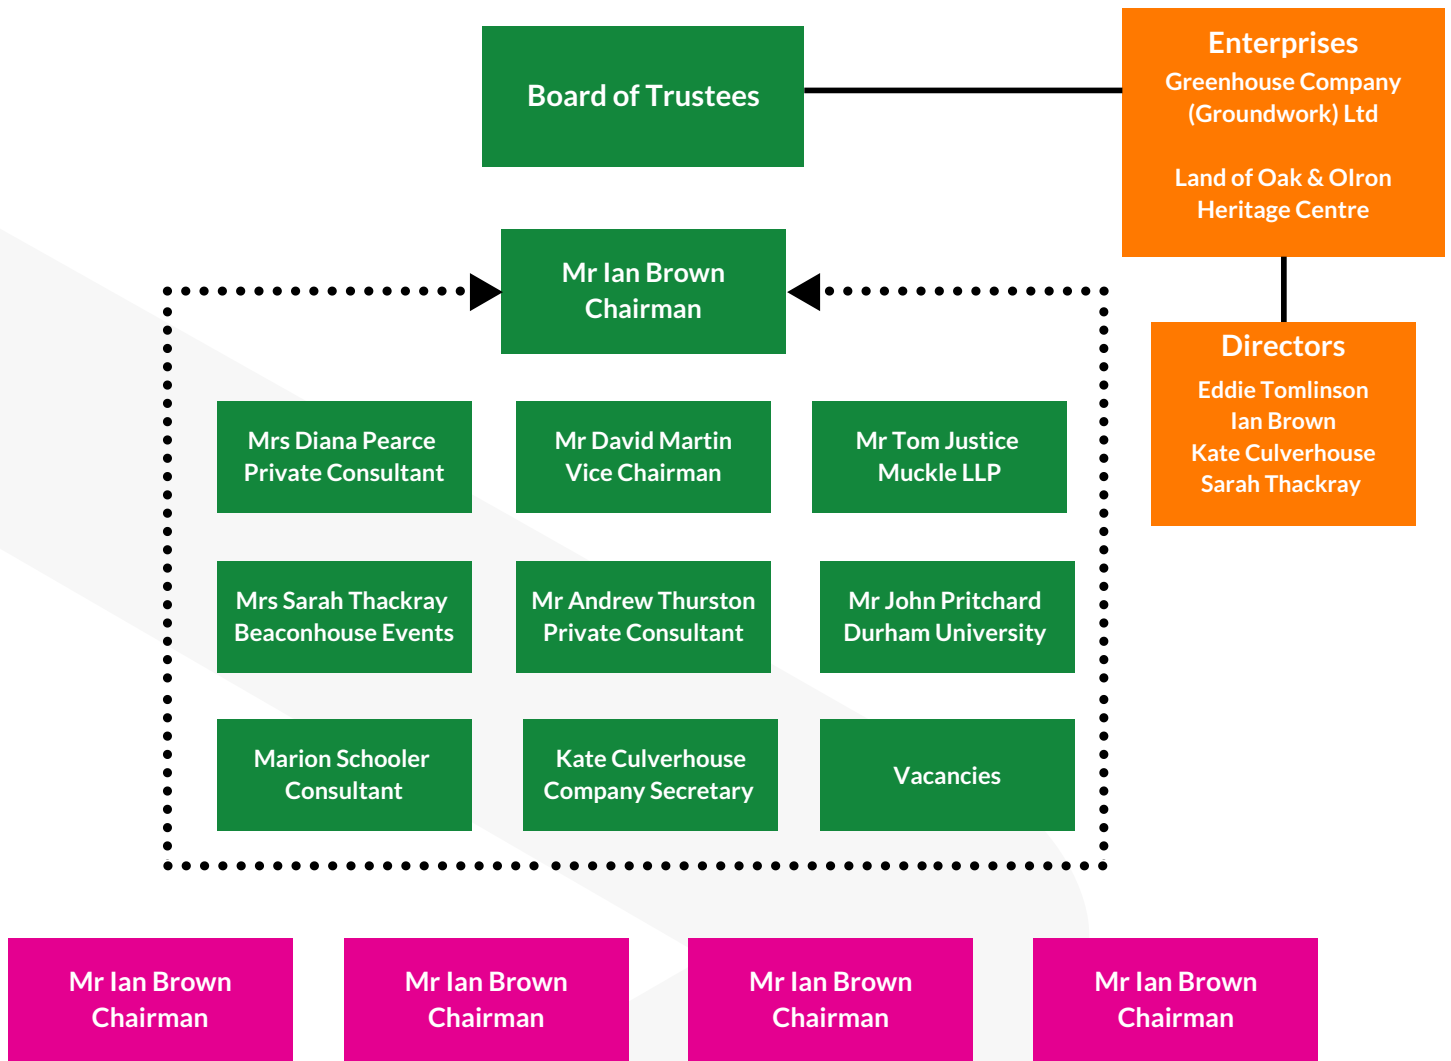 Board of Trustees
Enterprises
Greenhouse Company
(Groundwork) Ltd
Land of Oak & OIron
Heritage Centre
Mr Ian Brown
Chairman
Directors
Eddie Tomlinson
Ian Brown
Kate Culverhouse
Sarah Thackray
Mrs Diana Pearce
Private Consultant
Mr David Martin
Vice Chairman
Mr Tom Justice
Muckle LLP
Mrs Sarah Thackray
Beaconhouse Events
Mr Andrew Thurston
Private Consultant
Mr John Pritchard
Durham University
Marion Schooler
Consultant
Kate Culverhouse
Company Secretary
Vacancies
Mr Ian Brown
Chairman
Mr Ian Brown
Chairman
Mr Ian Brown
Chairman
Mr Ian Brown
Chairman